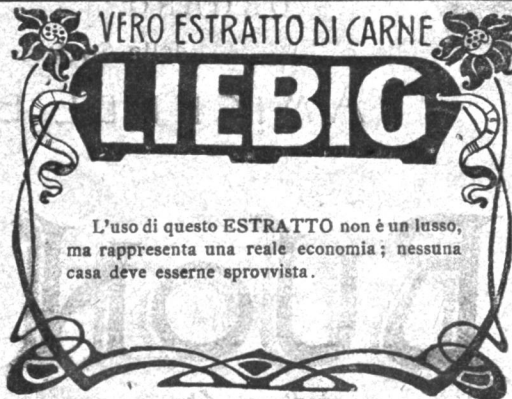 VERO ESTRATTO DI CARNE
LIEBIG
L'uso di questo ESTRATTO non è un lusso,
ma rappresenta una reale economia; nessuna
casa deve esserne sprovvista.